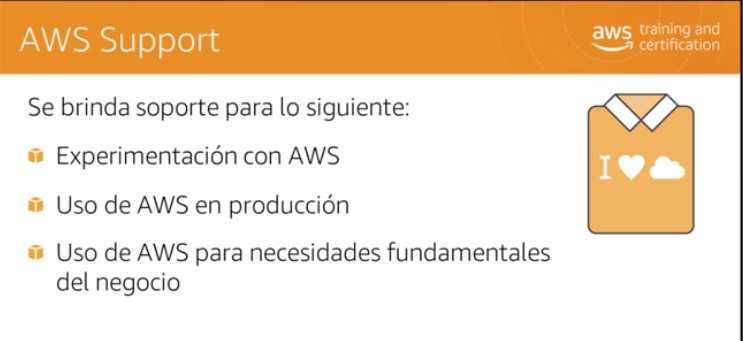 AWS Support
aws training and
certification
Se brinda soporte para lo siguiente:
Experimentación con AWS
Uso de AWS en producción
Uso de AWS para necesidades fundamentales
del negocio
I